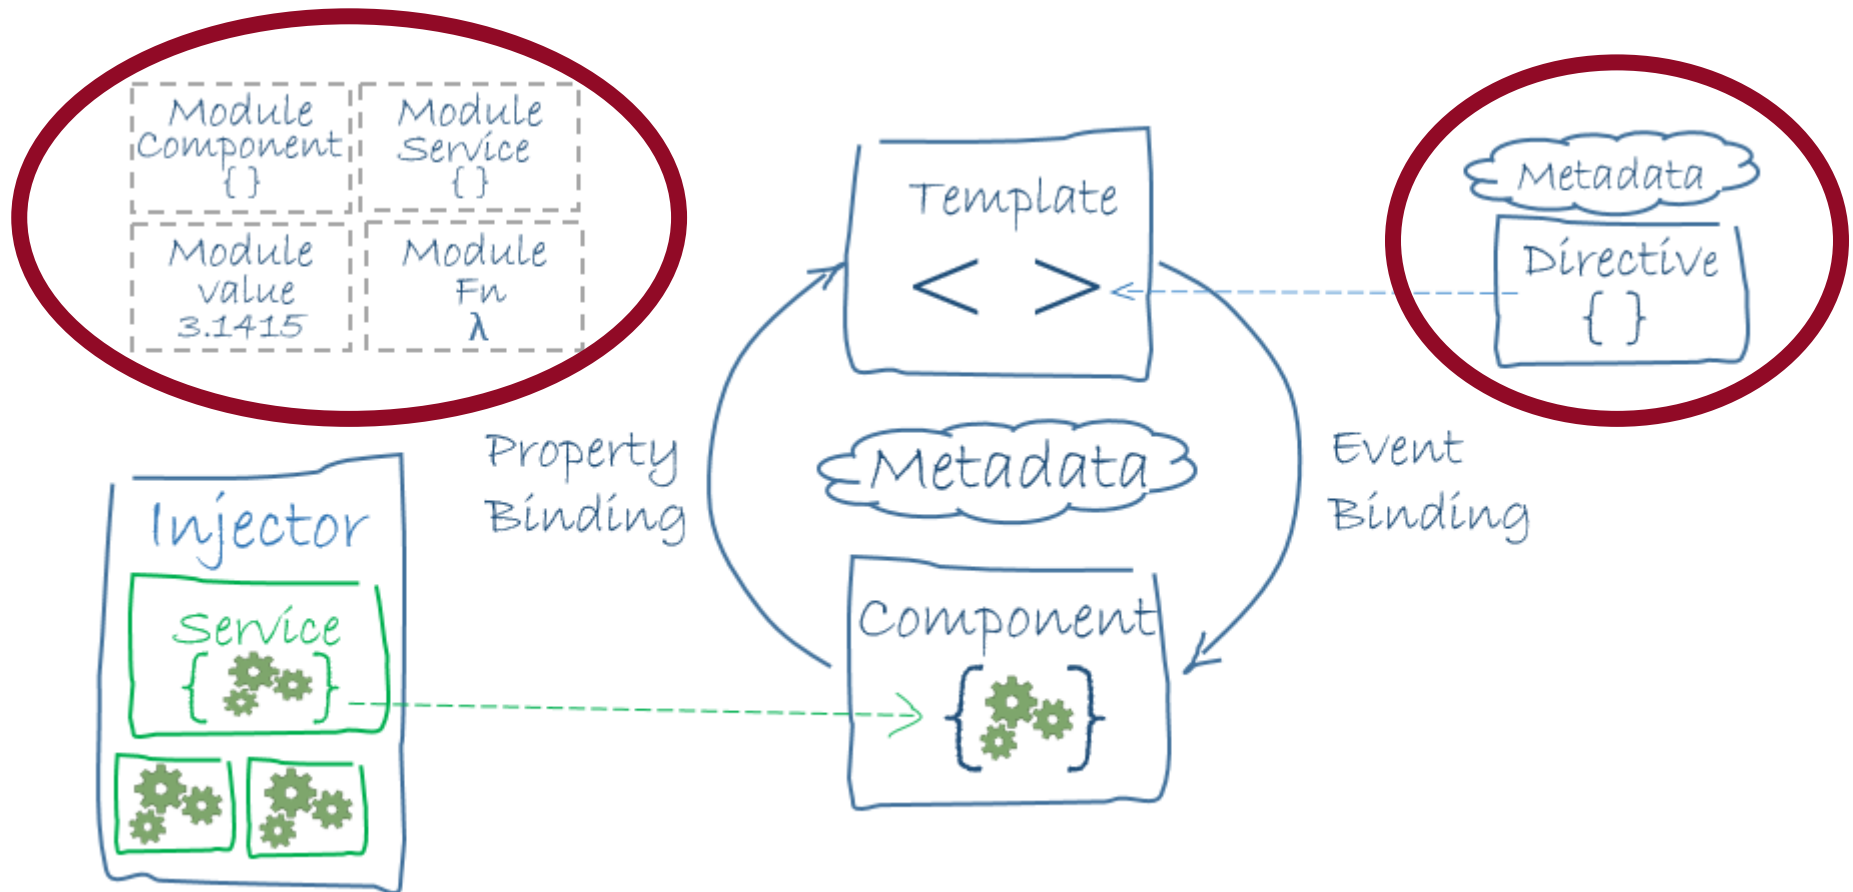 Module
Component
{ }
Module
Service
{ }
Module
value
3.1415
Module
Fn
λ
Template
< >
Metadata
Directive
{ }
Property
Binding
Metadata
Event
Binding
Injector
Service
{ }
Component
{ }